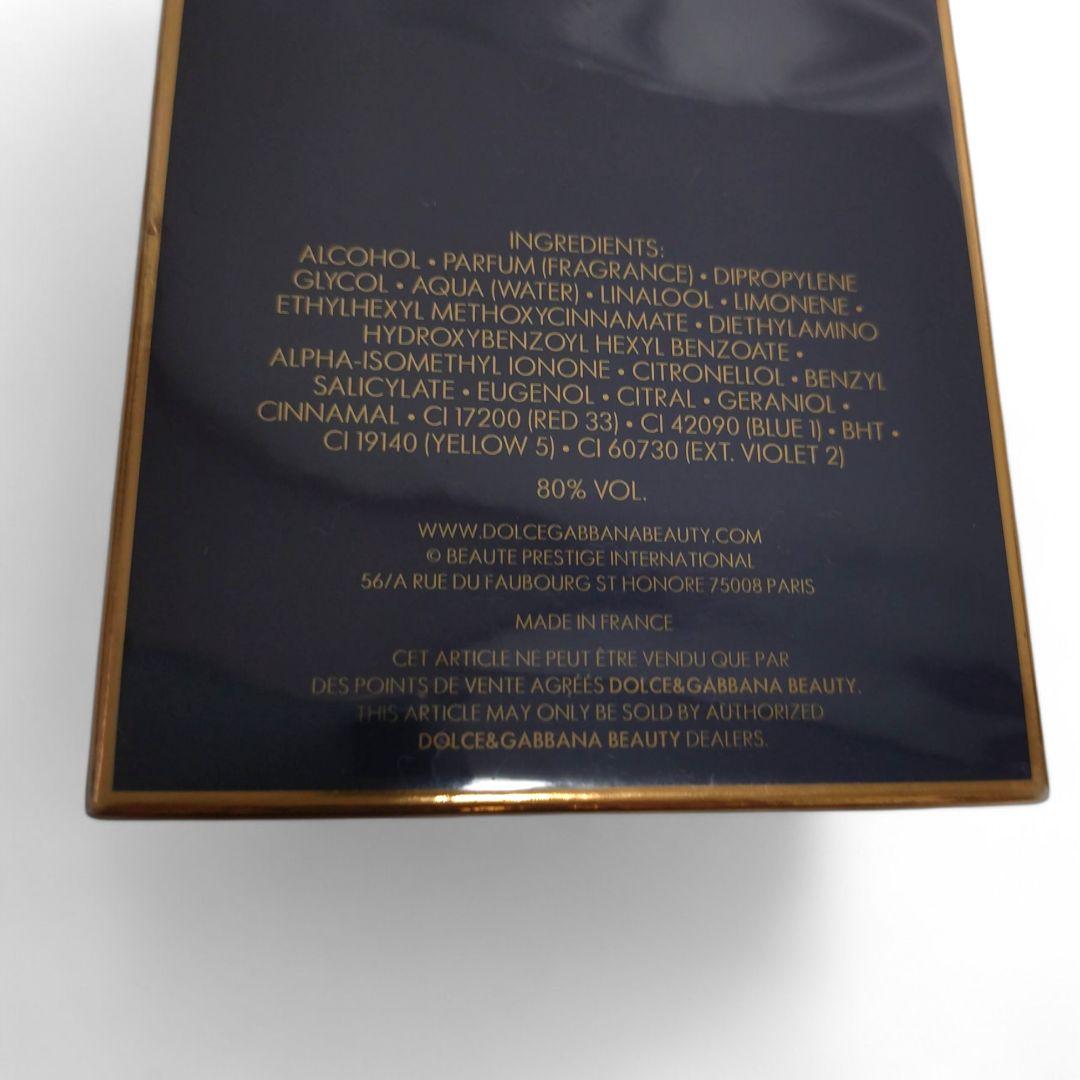 INGREDIENTS:
ALCOHOL • PARFUM (FRAGRANCE) • DIPROPYLENE
GLYCOL • AQUA (WATER) • LINALOOL • LIMONENE •
ETHYLHEXYL METHOXYCINNAMATE • DIETHYLAMINO
HYDROXYBENZOYL HEXYL BENZOATE •
ALPHA-ISOMETHYL IONONE • CITRONELLOL • BENZYL
SALICYLATE • EUGENOL • CITRAL • GERANIOL •
CINNAMAL • CI 17200 (RED 33) • CI 42090 (BLUE 1) • BHT •
CI 19140 (YELLOW 5) • CI 60730 (EXT. VIOLET 2)
80% VOL.
WWW.DOLCEGABBANABEAUTY.COM
© BEAUTE PRESTIGE INTERNATIONAL
56/A RUE DU FAUBOURG ST HONORE 75008 PARIS
MADE IN FRANCE
CET ARTICLE NE PEUT ÊTRE VENDU QUE PAR
DES POINTS DE VENTE AGRÉÉS DOLCE&GABBANA BEAUTY.
THIS ARTICLE MAY ONLY BE SOLD BY AUTHORIZED
DOLCE&GABBANA BEAUTY DEALERS.